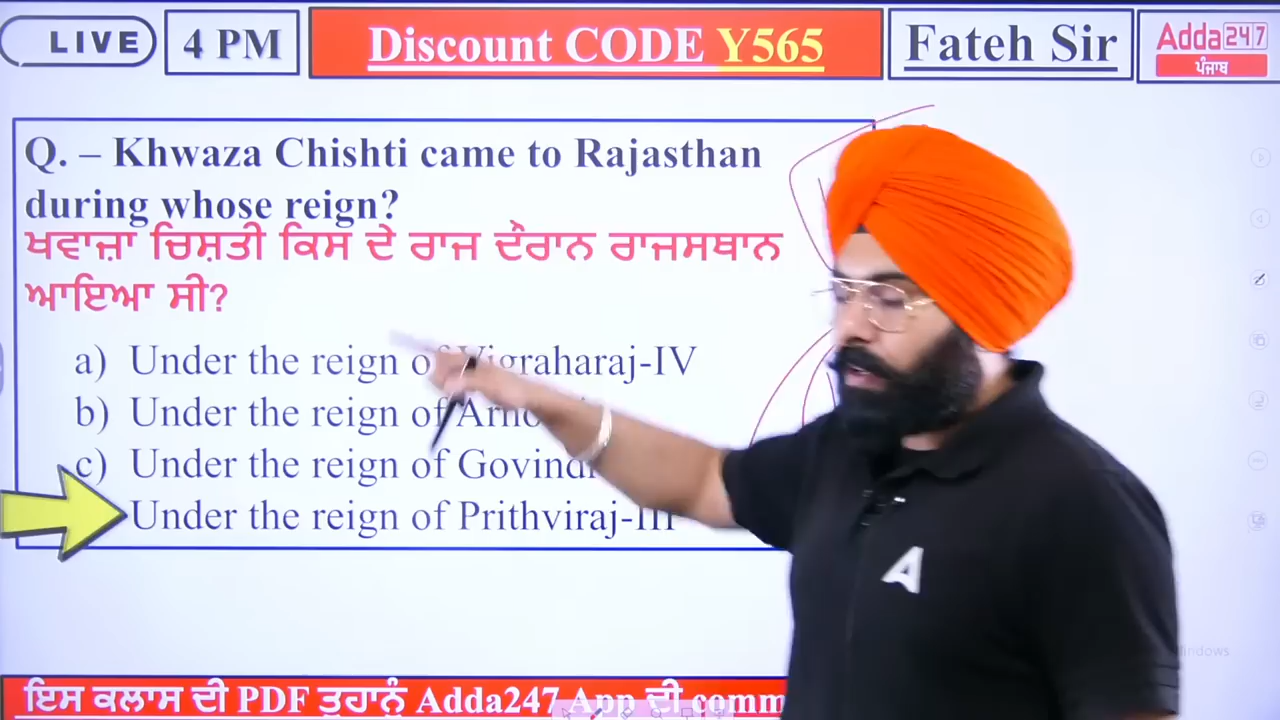 LIVE
4 PM
Discount CODE Y565
Fateh Sir
Adda247
ਪੰਜਾਬ
Q. – Khwaza Chishti came to Rajasthan
during whose reign?
ਖਵਾਜ਼ਾ ਚਿਸ਼ਤੀ ਕਿਸ ਦੇ ਰਾਜ ਦੌਰਾਨ ਰਾਜਸਥਾਨ
ਆਇਆ ਸੀ?
a) Under the reign of Vigraharaj-IV
b) Under the reign of
c) Under the reign of
Under the reign of Prithviraj-III
ਇਸ ਕਲਾਸ ਦੀ PDF ਤੁਹਾਨੂੰ Adda247 App ਦੀ